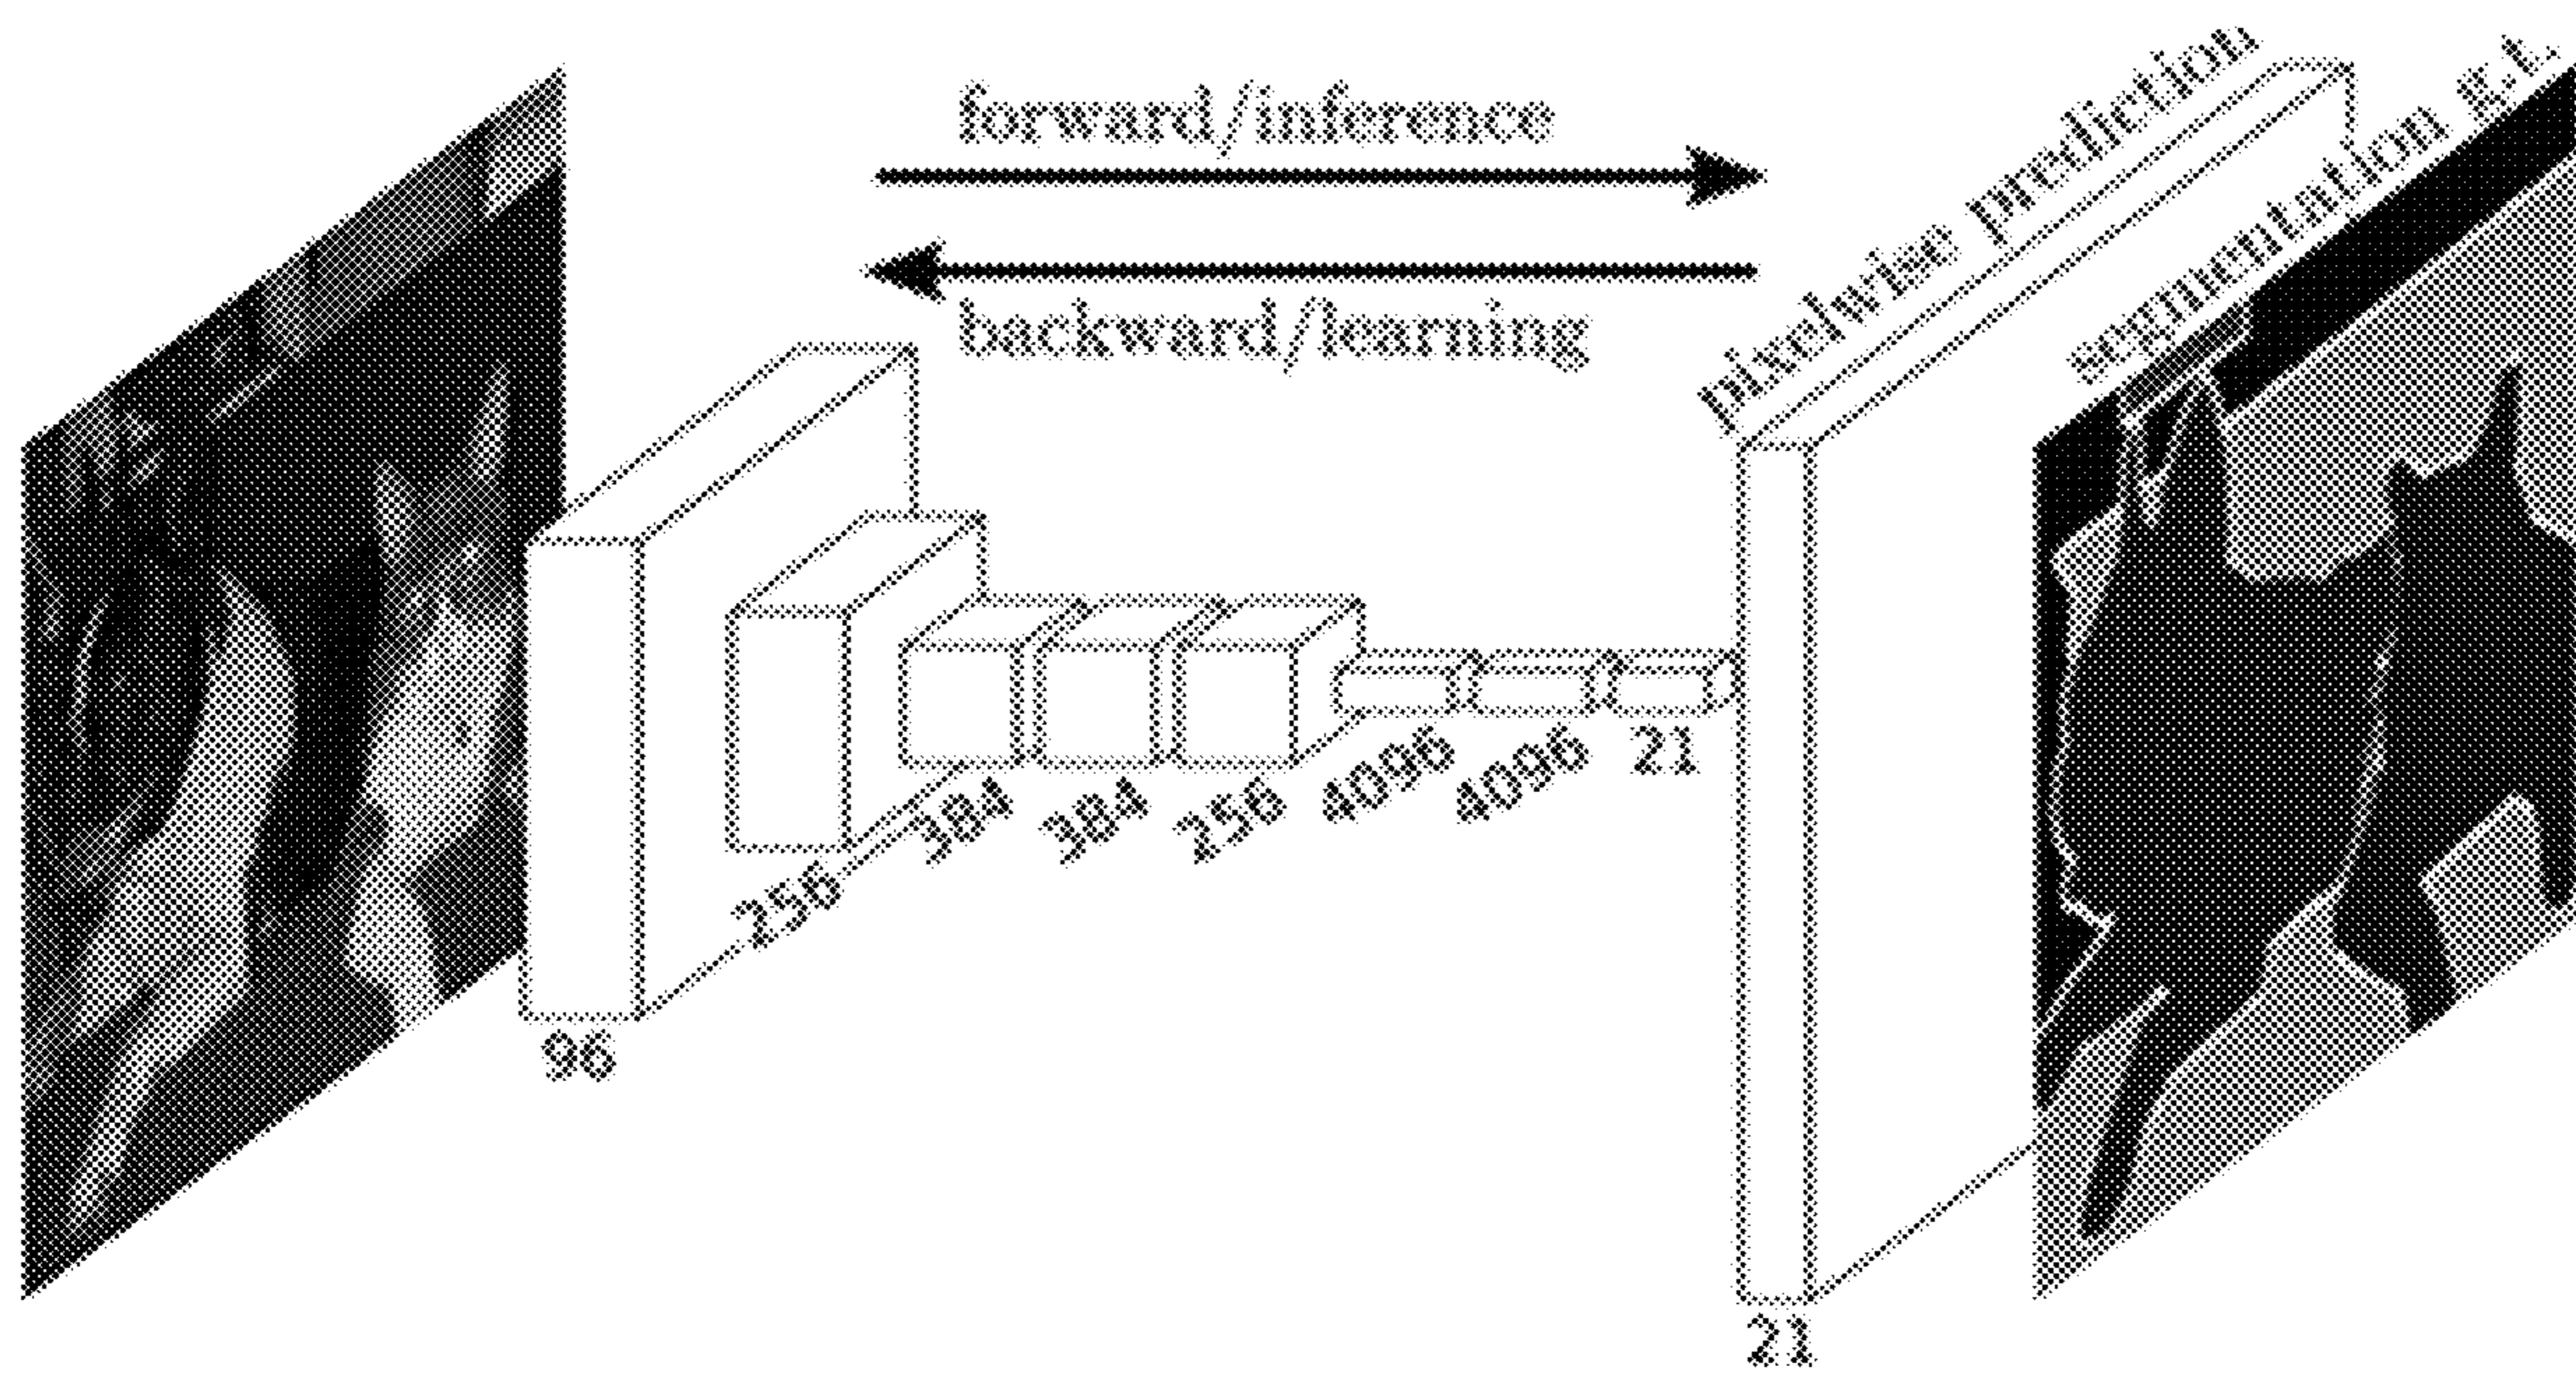 forward/inference
backward/learning
pixelwise prediction
segmentation g.t.
96
256
384
384
256
4096
4096
21
21